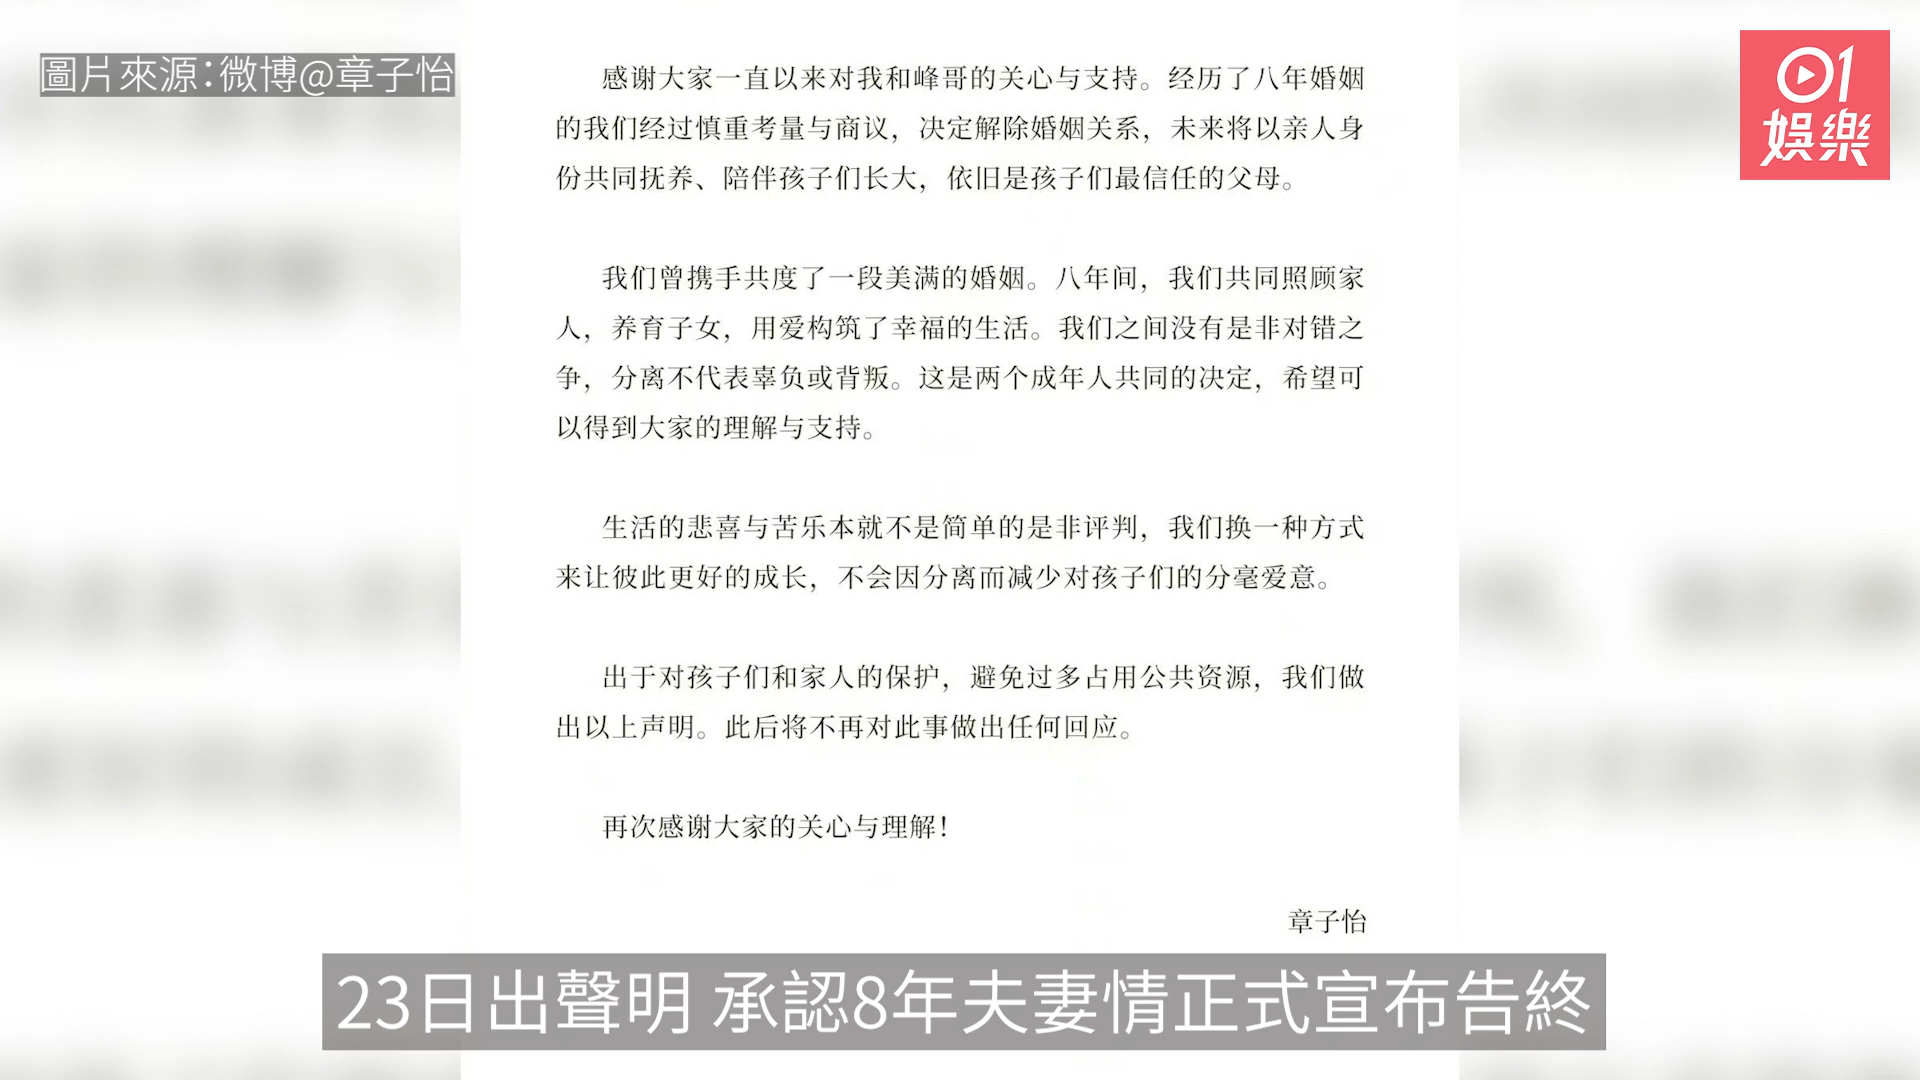 圖片來源：微博@章子怡
01
娛樂
感谢大家一直以来对我和峰哥的关心与支持。经历了八年婚姻
的我们经过慎重考量与商议，决定解除婚姻关系，未来将以亲人身
份共同抚养、陪伴孩子们长大，依旧是孩子们最信任的父母。
我们曾携手共度了一段美满的婚姻。八年间，我们共同照顾家
人，养育子女，用爱构筑了幸福的生活。我们之间没有是非对错之
争，分离不代表辜负或背叛。这是两个成年人共同的决定，希望可
以得到大家的理解与支持。
生活的悲喜与苦乐本就不是简单的是非评判，我们换一种方式
来让彼此更好的成长，不会因分离而减少对孩子们的分毫爱意。
出于对孩子们和家人的保护，避免过多占用公共资源，我们做
出以上声明。此后将不再对此事做出任何回应。
再次感谢大家的关心与理解！
章子怡
23日出聲明 承認8年夫妻情正式宣布告終